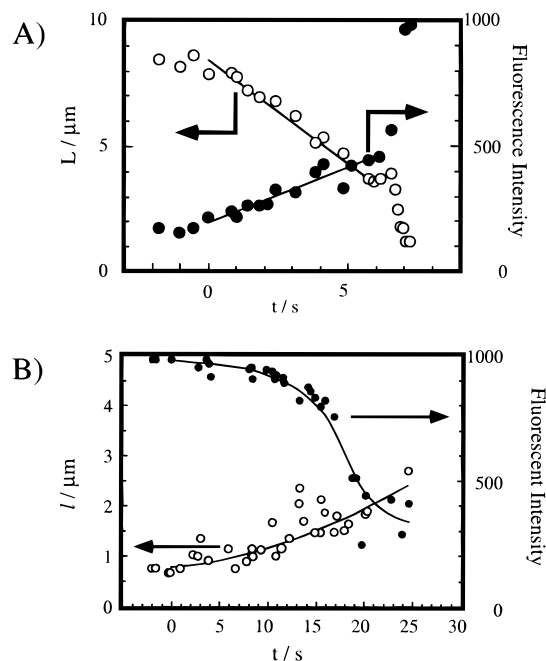 A)
10
5
0
L / μm
1000
500
0
Fluorescence Intensity
0
5
t / s
B)
5
4
3
2
1
0
l / μm
1000
500
0
Fluorescent Intensity
0 5 10 15 20 25 30
t / s